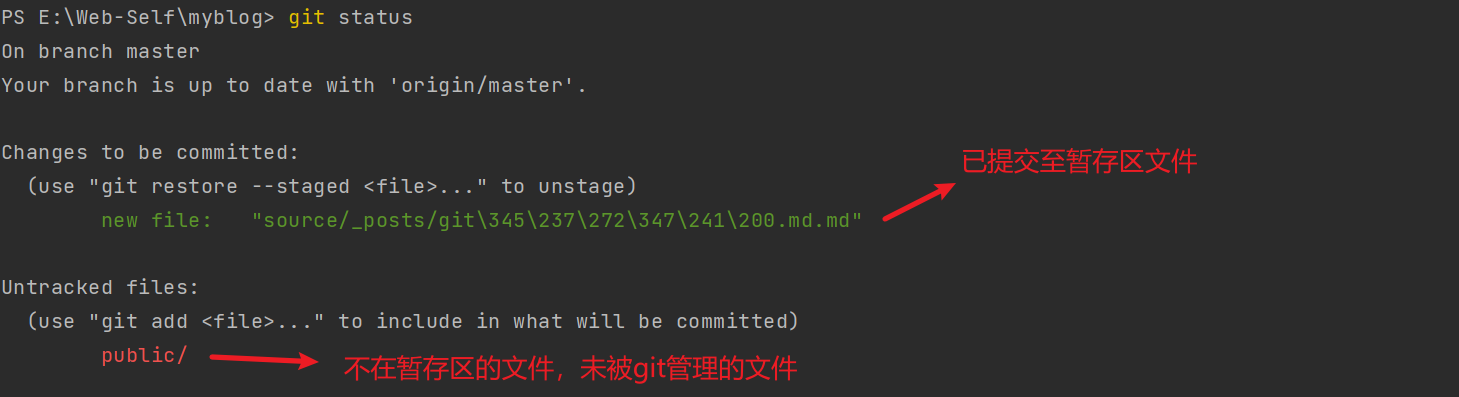 PS E:\Web-Self\myblog> git status
On branch master
Your branch is up to date with 'origin/master'.
Changes to be committed:
已提交至暂存区文件
(use "git restore --staged <file>..." to unstage)
new file:   "source/_posts/git\345\237\272\347\241\200.md.md"
Untracked files:
(use "git add <file>..." to include in what will be committed)
public/
不在暂存区的文件，未被git管理的文件